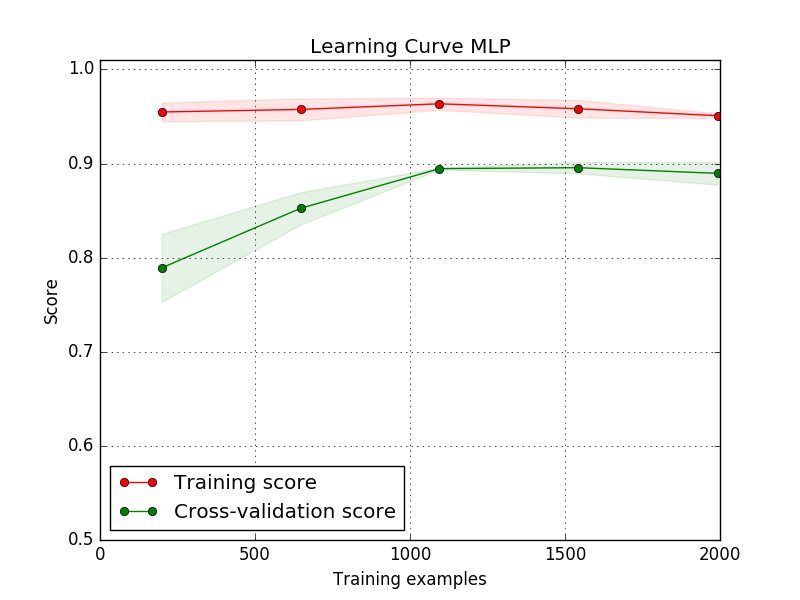 Learning Curve MLP
1.0
0.9
0.8
0.7
0.6
0.5
Score
Training score
Cross-validation score
0
500
1000
1500
2000
Training examples